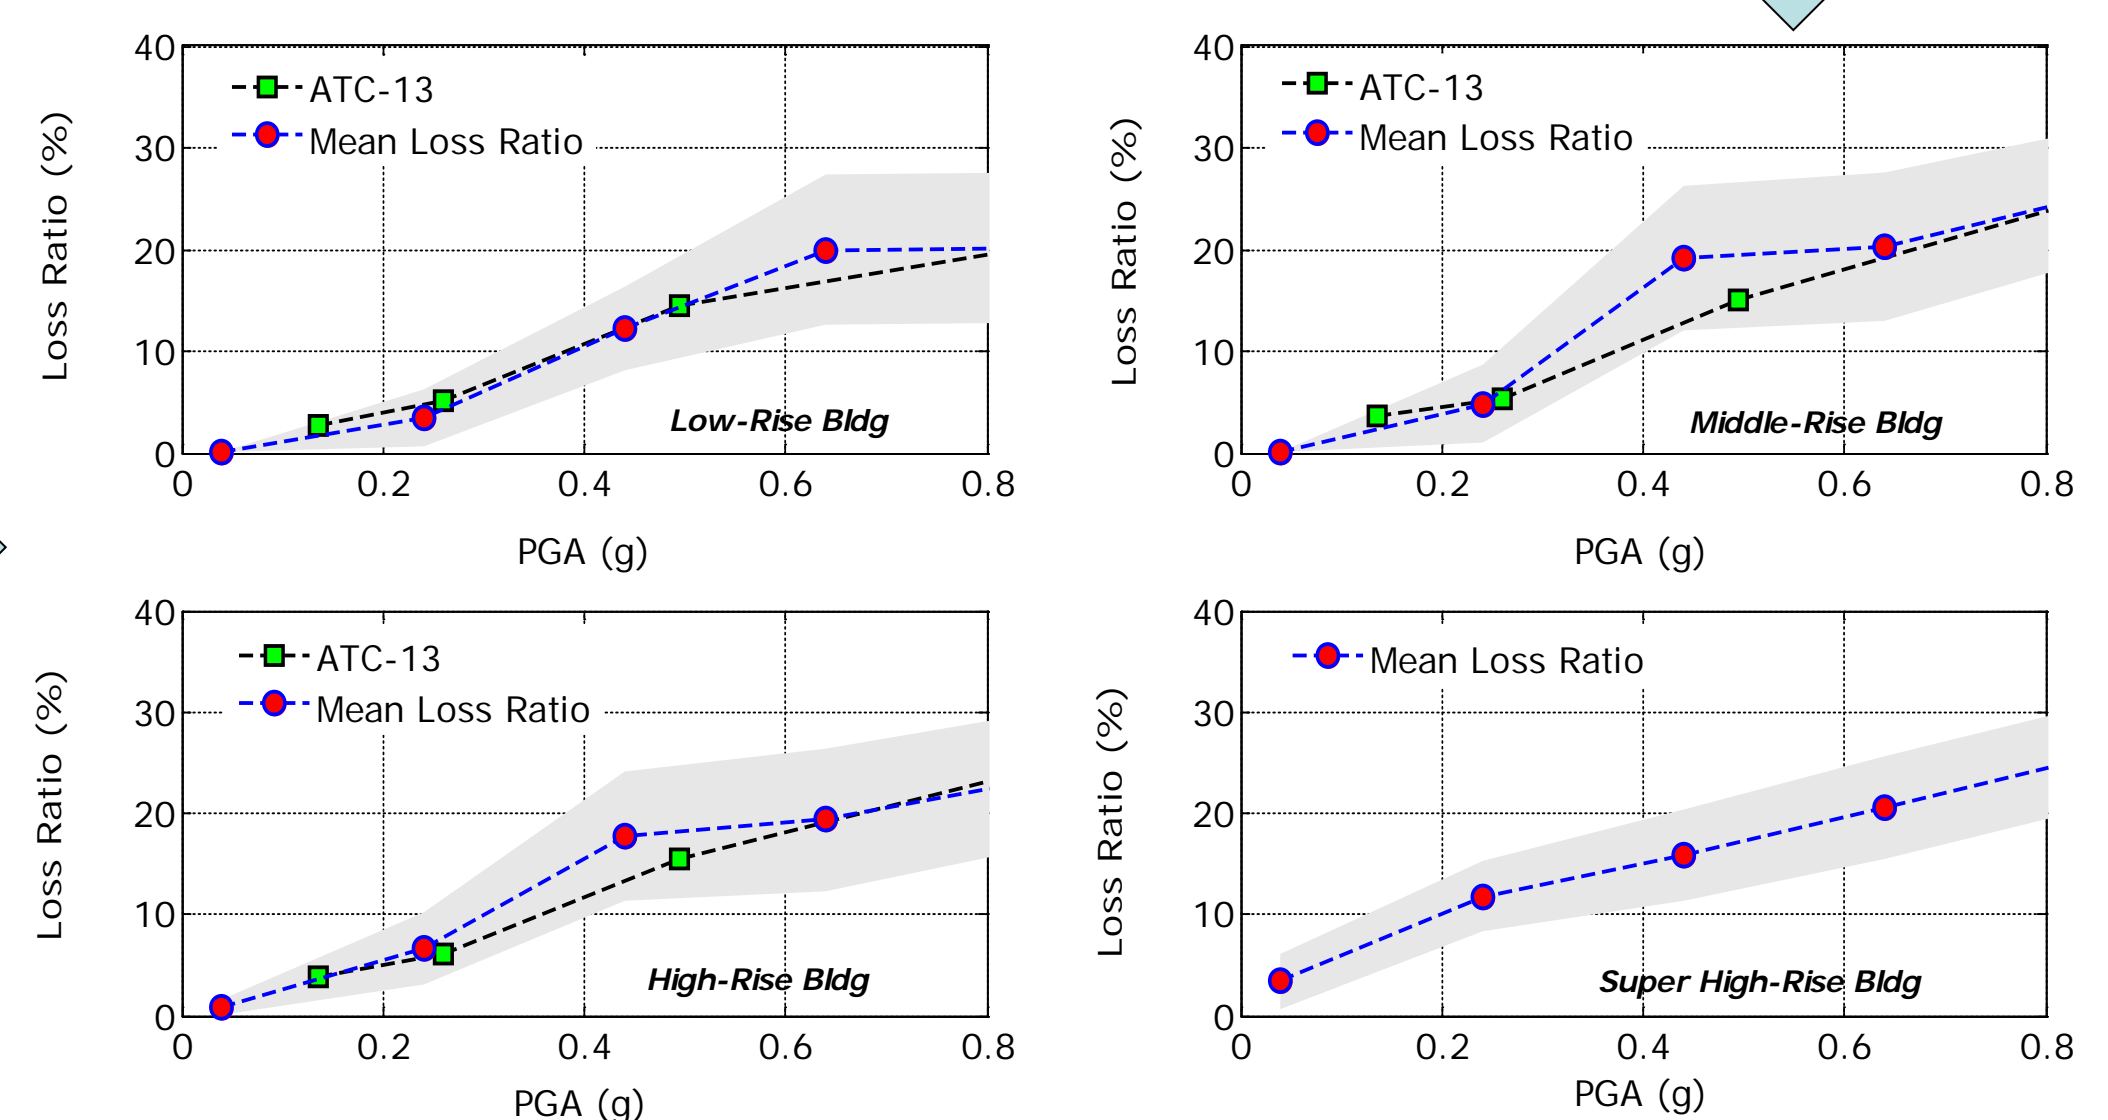 40
30
20
10
0
Loss Ratio (%)
ATC-13
Mean Loss Ratio
Low-Rise Bldg
0 0.2 0.4 0.6 0.8
PGA (g)
40
30
20
10
0
Loss Ratio (%)
ATC-13
Mean Loss Ratio
Middle-Rise Bldg
0 0.2 0.4 0.6 0.8
PGA (g)
40
30
20
10
0
Loss Ratio (%)
ATC-13
Mean Loss Ratio
High-Rise Bldg
0 0.2 0.4 0.6 0.8
PGA (g)
40
30
20
10
0
Loss Ratio (%)
Mean Loss Ratio
Super High-Rise Bldg
0 0.2 0.4 0.6 0.8
PGA (g)